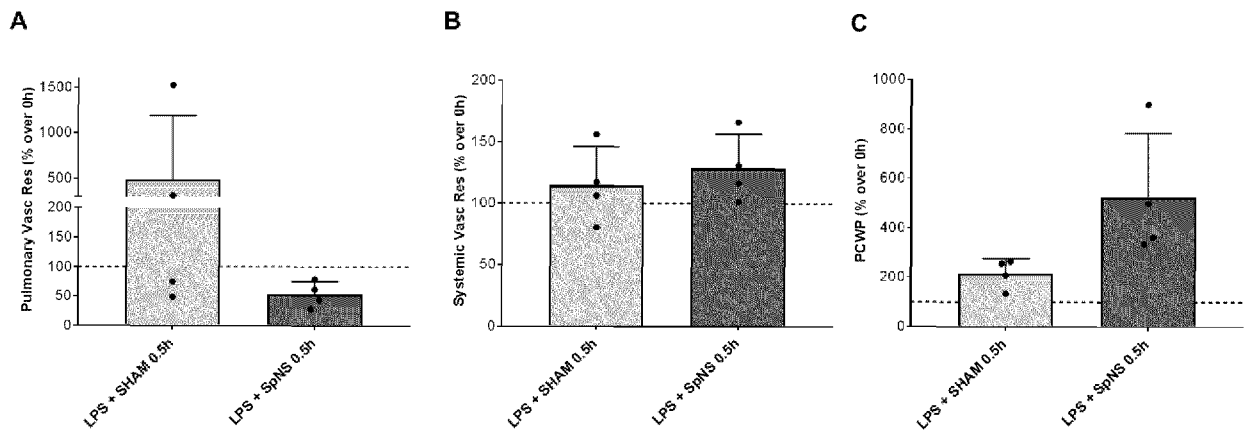 A
B
C
Pulmonary Vasc Res (% over 0h)
1500
1000
500
200
150
100
50
0
LPS + SHAM 0.5h
LPS + SpNS 0.5h
Systemic Vasc Res (% over 0h)
200
150
100
50
0
LPS + SHAM 0.5h
LPS + SpNS 0.5h
PCWP (% over 0h)
1000
800
600
400
200
0
LPS + SHAM 0.5h
LPS + SpNS 0.5h